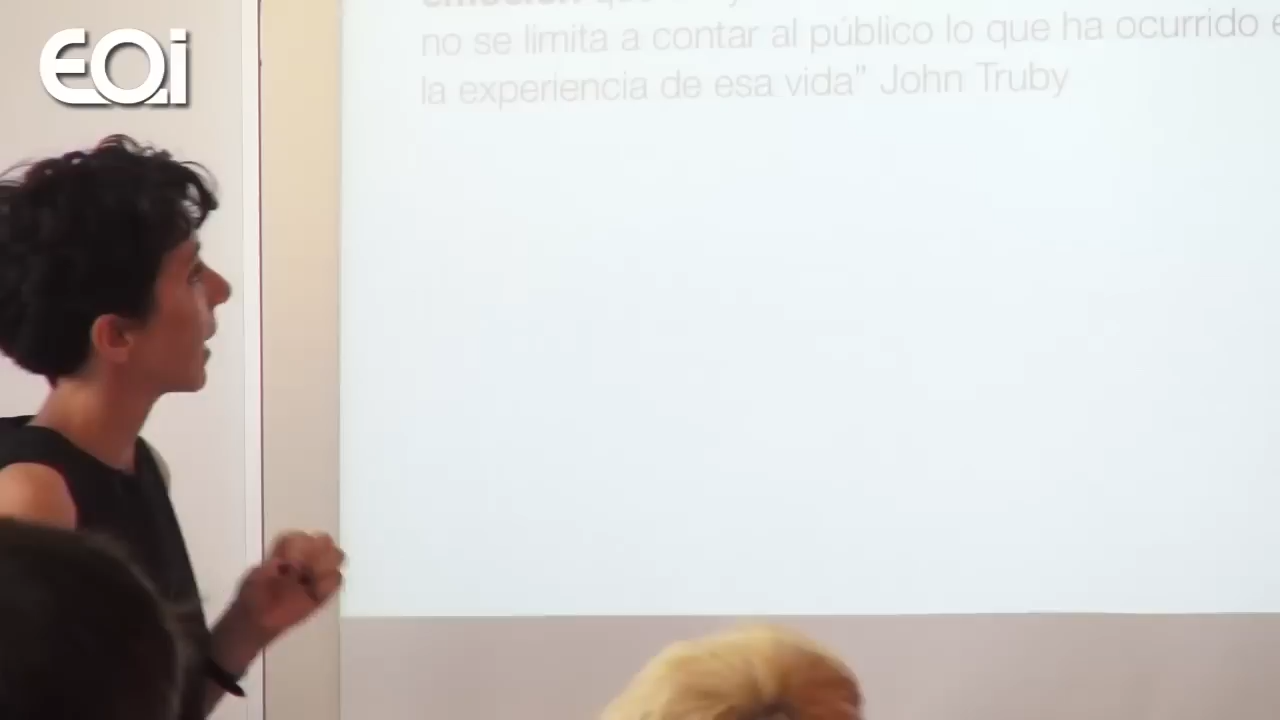 EOi
no se limita a contar al público lo que ha ocurrido
la experiencia de esa vida” John Truby